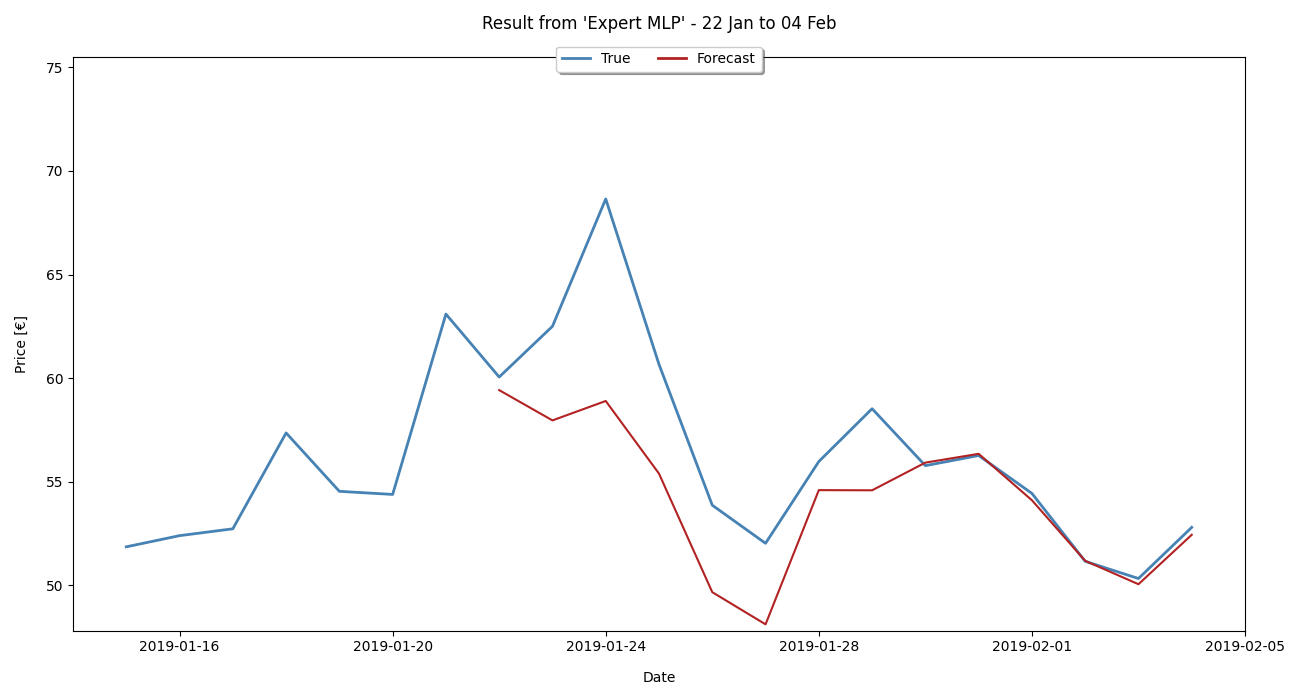 Result from 'Expert MLP' - 22 Jan to 04 Feb
True Forecast
75
70
65
60
55
50
Price [€]
2019-01-16 2019-01-20 2019-01-24 2019-01-28 2019-02-01 2019-02-05
Date